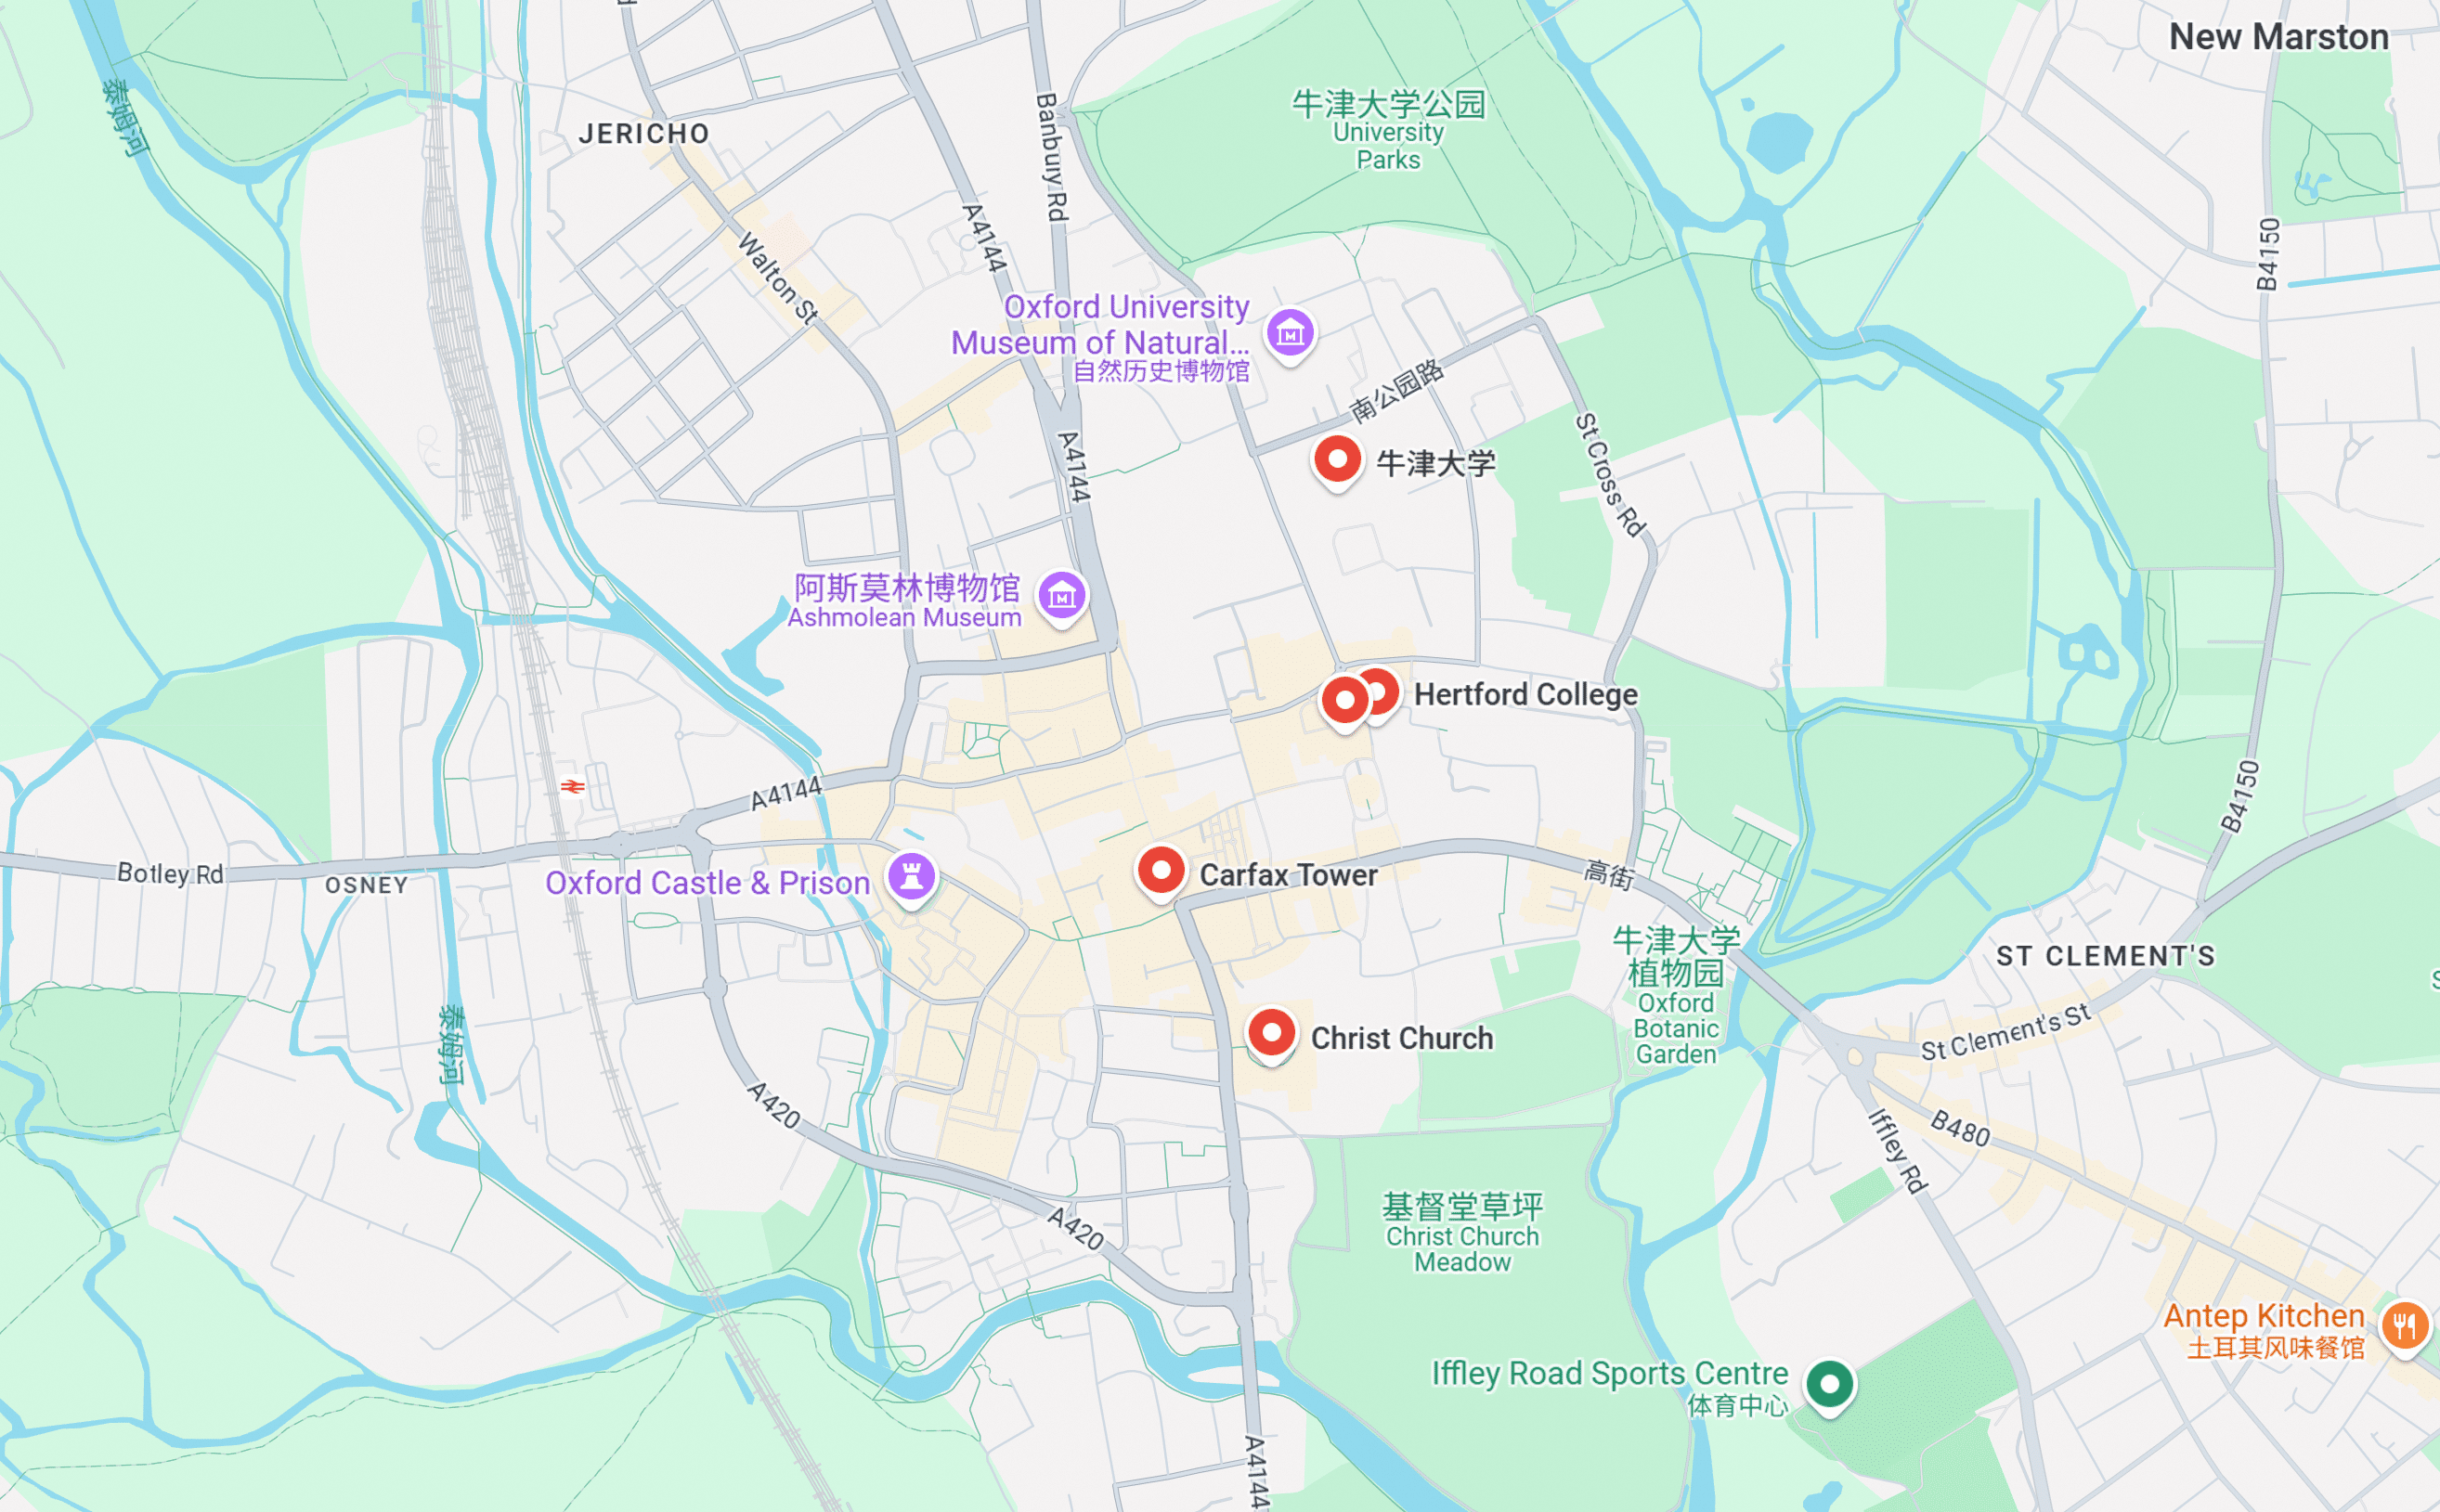 New Marston
泰姆河
JERICHO
Banbury Rd
牛津大学公园
University
Parks
A4144
Walton St
B4150
Oxford University
Museum of Natural...
自然历史博物馆
南公园路
St Cross Rd
A4144
牛津大学
阿斯莫林博物馆
Ashmolean Museum
Hertford College
A4144
B4150
Botley Rd
OSNEY
Oxford Castle & Prison
Carfax Tower
高街
牛津大学
植物园
Oxford
Botanic
Garden
ST CLEMENT'S
泰姆河
Christ Church
St Clement's St
A420
B480
Iffley Rd
A420
基督堂草坪
Christ Church
Meadow
Antep Kitchen
土耳其风味餐馆
Iffley Road Sports Centre
体育中心
A4144